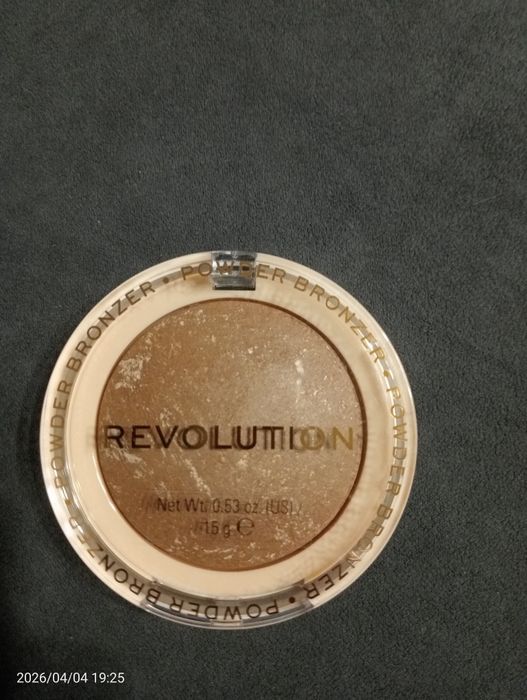 POWDER BRONZER • POWDER BRONZER • POWDER BRONZER • POWDER BRONZER •
REVOLUTION
Net Wt. 0.53 oz. (US) /
15 g ℮
2026/04/04 19:25